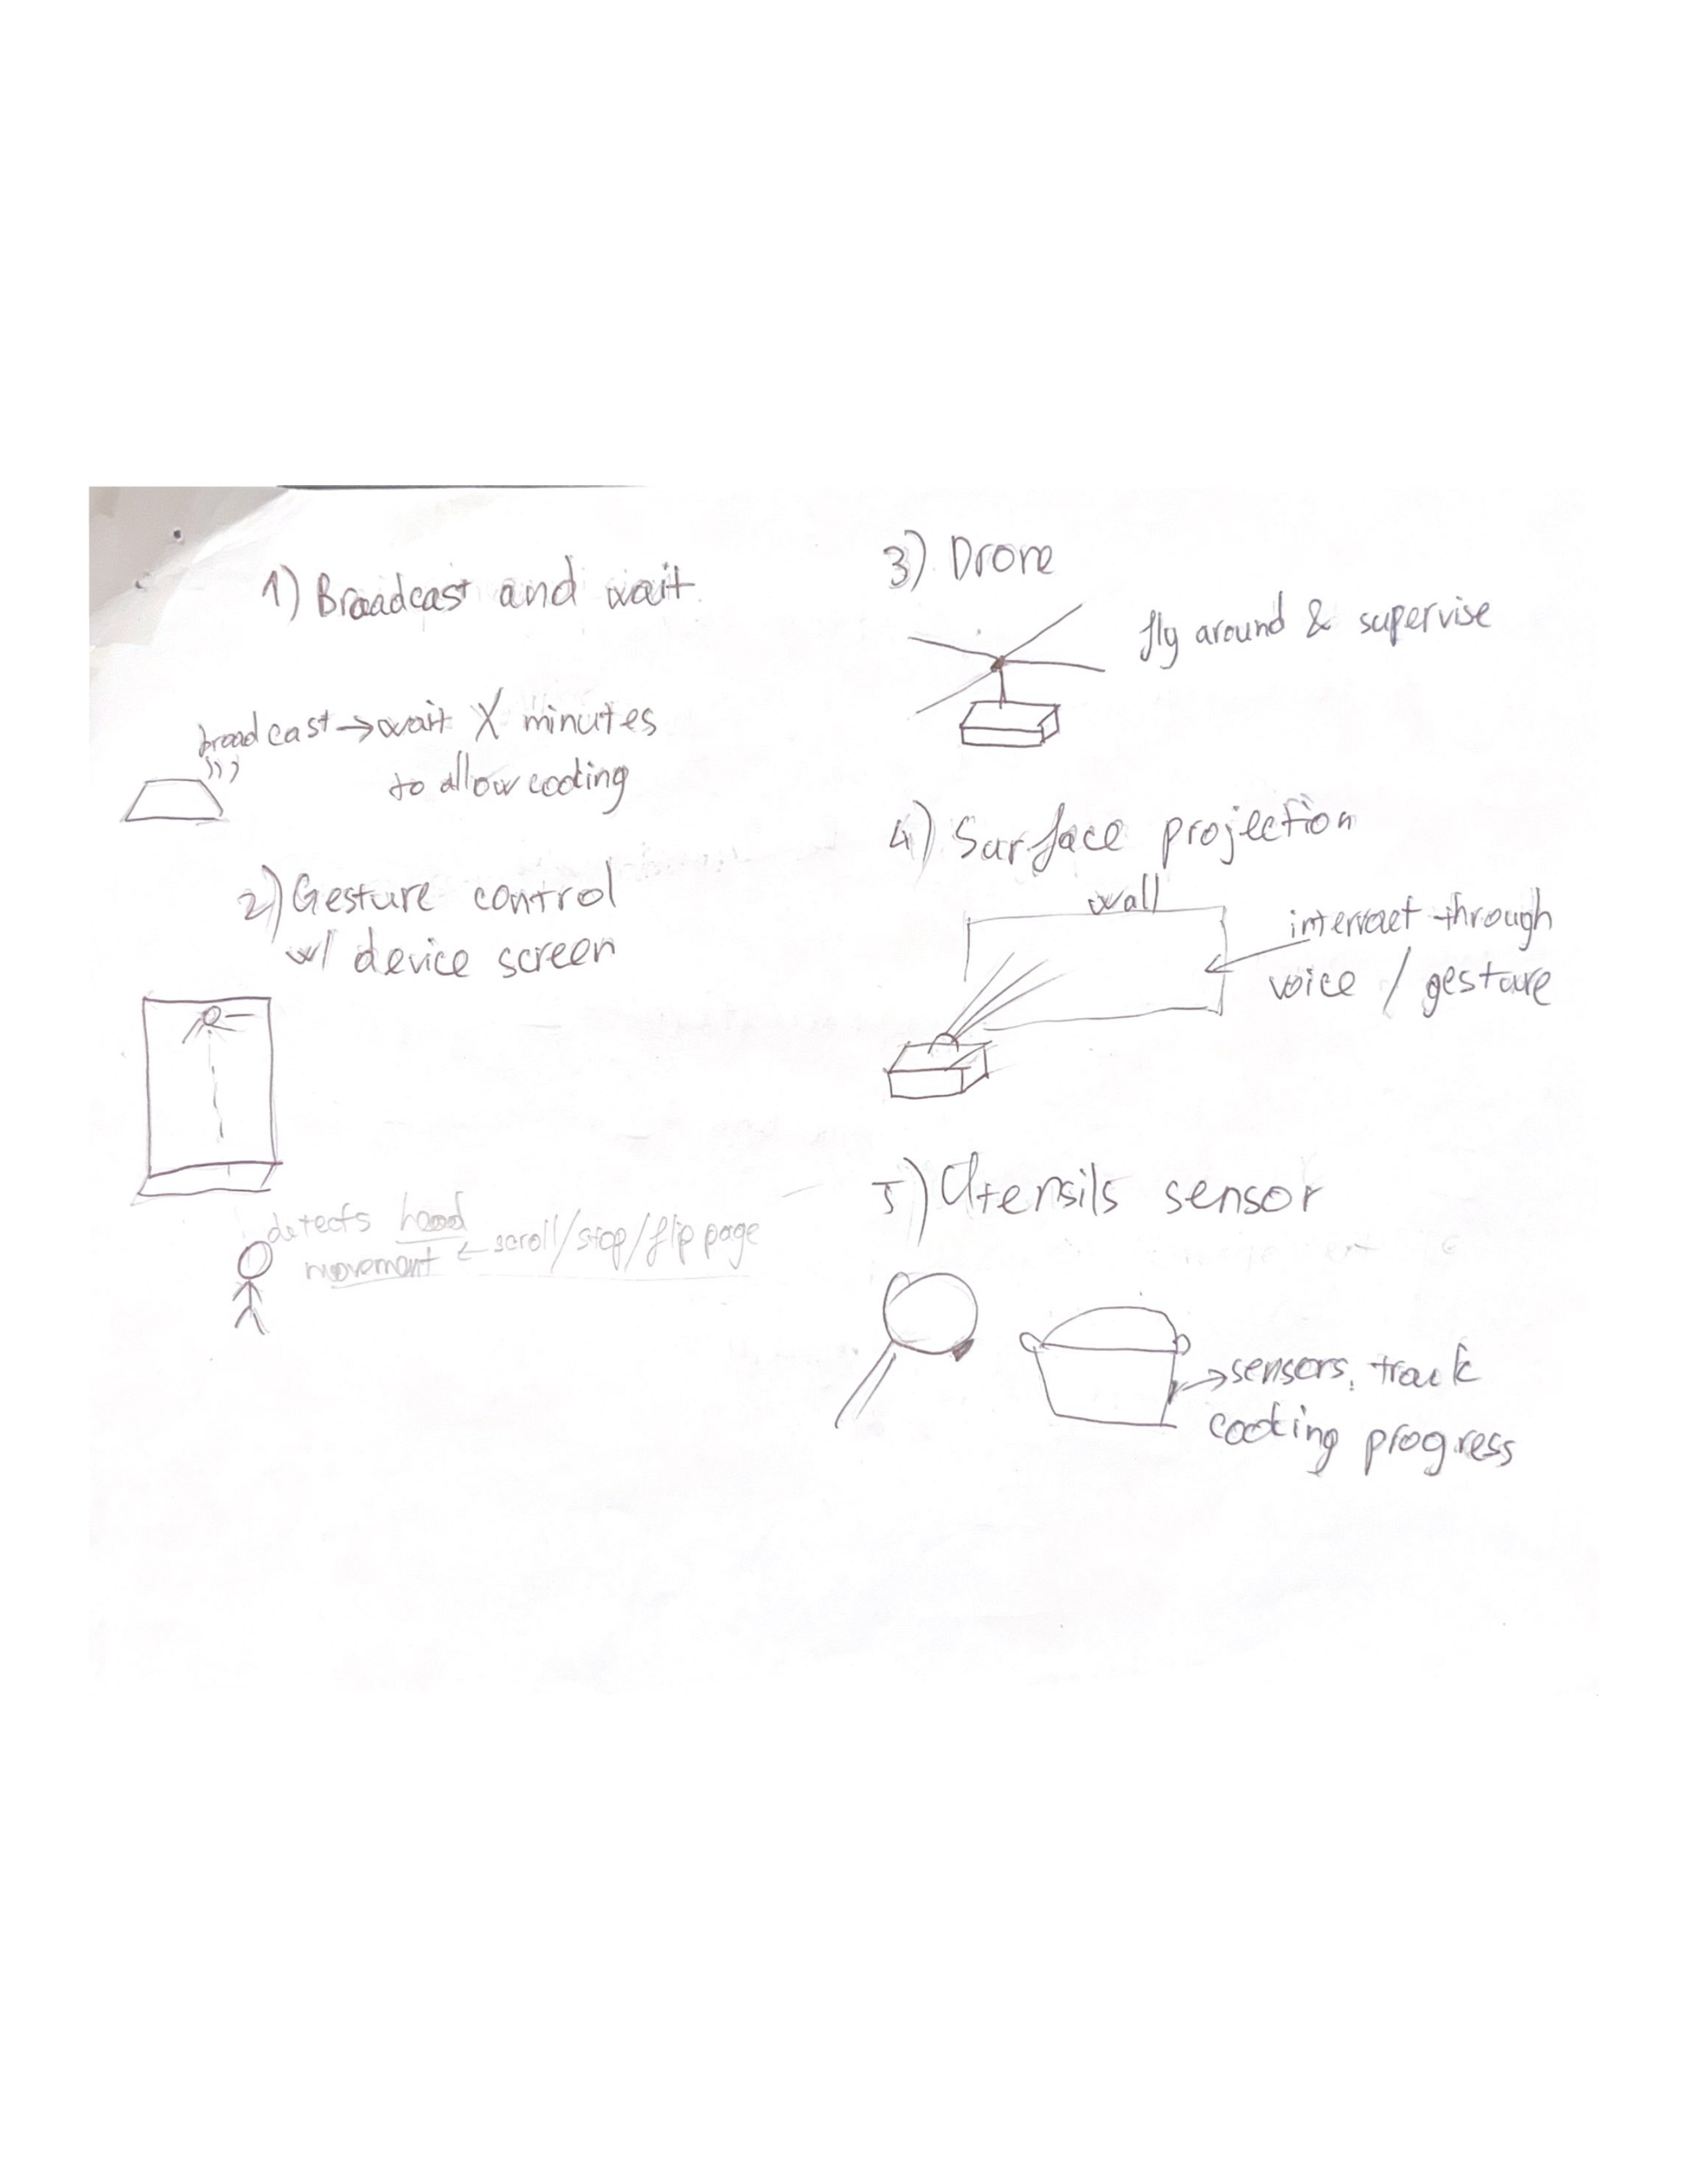 1) Broadcast and wait
broadcast → wait X minutes
to allow cooking
2) Gesture control
w/ device screen
detects hand
movement ← scroll/stop/flip page
3) Drone
fly around & supervise
4) Surface projection
wall
interact through
voice / gesture
5) Utensils sensor
→ sensors, track
cooking progress